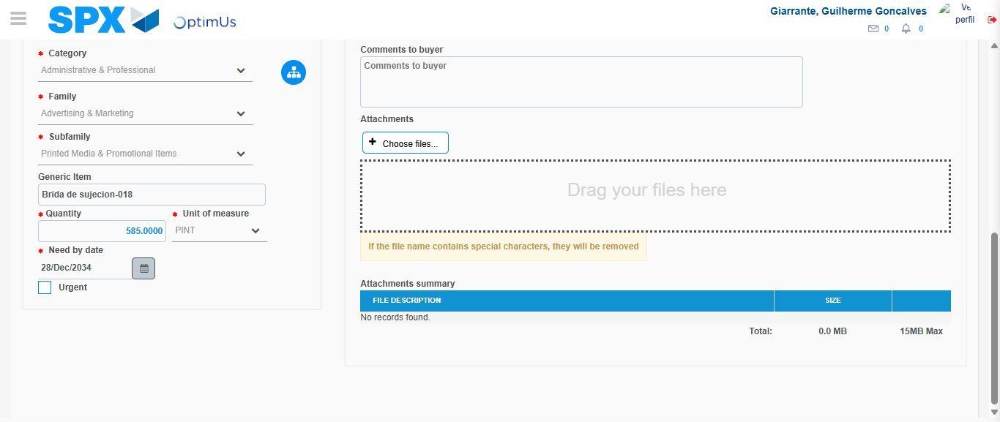 SPX
OptimUs
Giarrante, Guilherme Goncalves
0
0
Ve
perfil
* Category
Administrative & Professional
* Family
Advertising & Marketing
* Subfamily
Printed Media & Promotional Items
Generic Item
Brida de sujecion-018
* Quantity
* Unit of measure
585.0000
PINT
* Need by date
28/Dec/2034
Urgent
Comments to buyer
Comments to buyer
Attachments
+ Choose files...
Drag your files here
If the file name contains special characters, they will be removed
Attachments summary
FILE DESCRIPTION SIZE
No records found.
Total: 0.0 MB 15MB Max